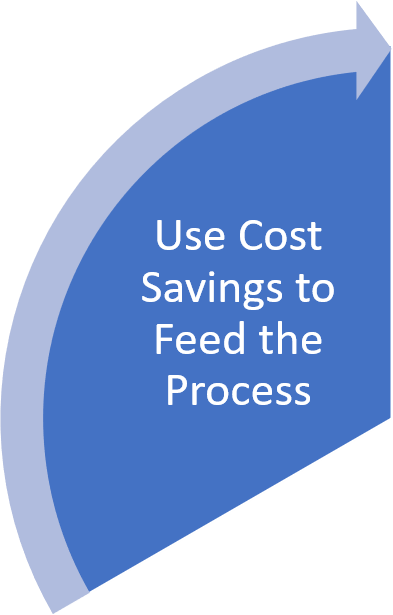 Use Cost
Savings to
Feed the
Process